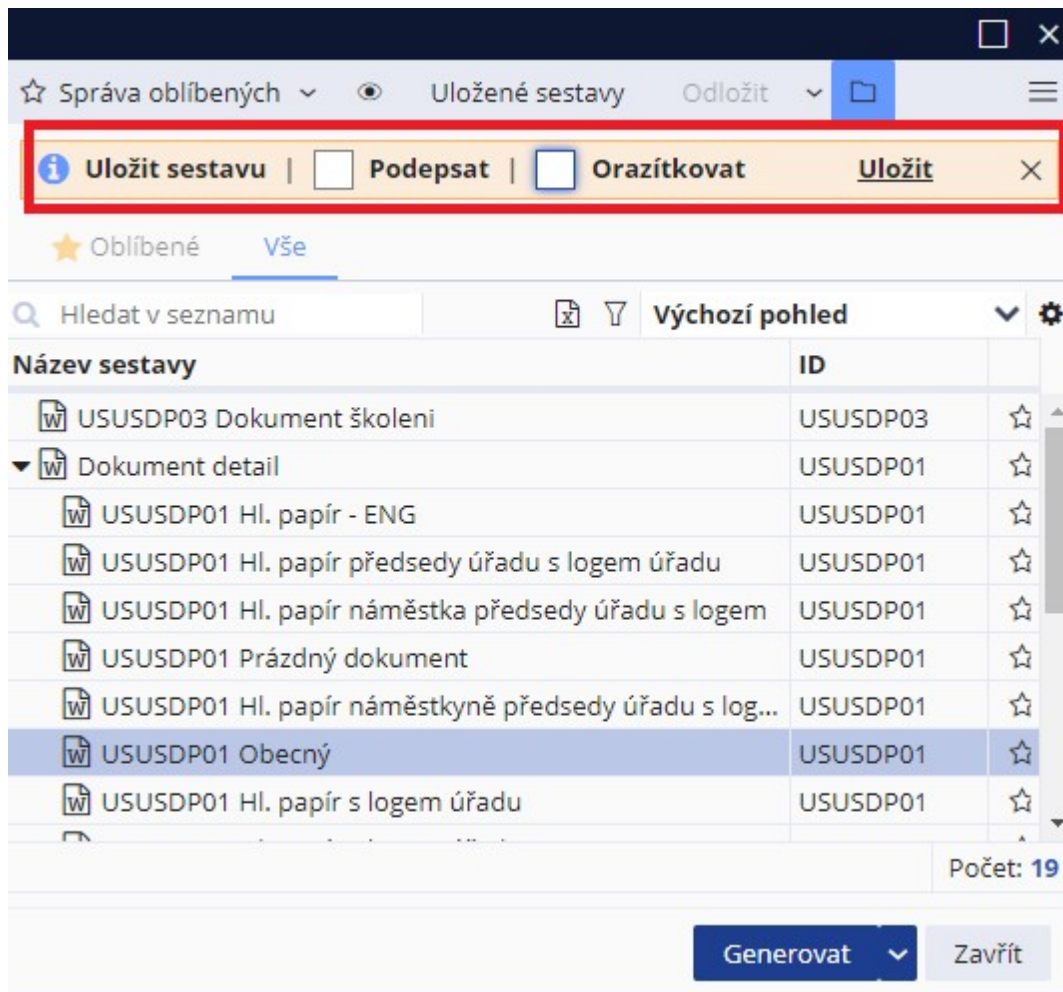 Správa oblíbených Uložené sestavy Odložit
Uložit sestavu | Podepsat | Orazítkovat Uložit
Oblíbené Vše
Hledat v seznamu Výchozí pohled
Název sestavy ID
USUSDP03 Dokument školeni USUSDP03
Dokument detail USUSDP01
USUSDP01 Hl. papír - ENG USUSDP01
USUSDP01 Hl. papír předsedy úřadu s logem úřadu USUSDP01
USUSDP01 Hl. papír náměstka předsedy úřadu s logem USUSDP01
USUSDP01 Prázdný dokument USUSDP01
USUSDP01 Hl. papír náměstkyně předsedy úřadu s log... USUSDP01
USUSDP01 Obecný USUSDP01
USUSDP01 Hl. papír s logem úřadu USUSDP01
Počet: 19
Generovat Zavřít